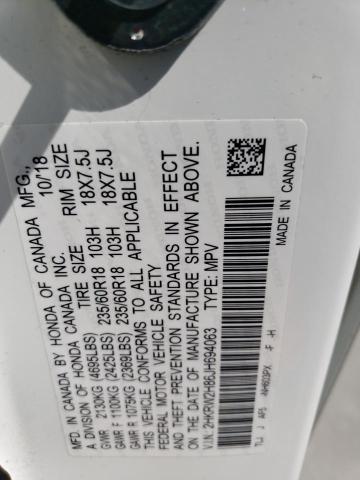 IN CANADA BY HONDA OF CANADA MFG., 10/18
A DIVISION OF HONDA CANADA INC.
TIRE SIZE RIM SIZE
GVWR 2130KG (4695LBS)
GAWR F 1100KG (2425LBS) 235/60R18 103H 18X7.5J
GAWR R 1075KG (2369LBS) 235/60R18 103H 18X7.5J
THIS VEHICLE CONFORMS TO ALL APPLICABLE
FEDERAL MOTOR VEHICLE SAFETY
AND THEFT PREVENTION STANDARDS IN EFFECT
ON THE DATE OF MANUFACTURE SHOWN ABOVE.
V.I.N. 2HKRW2H86JH694063 TYPE: MPV
MADE IN CANADA